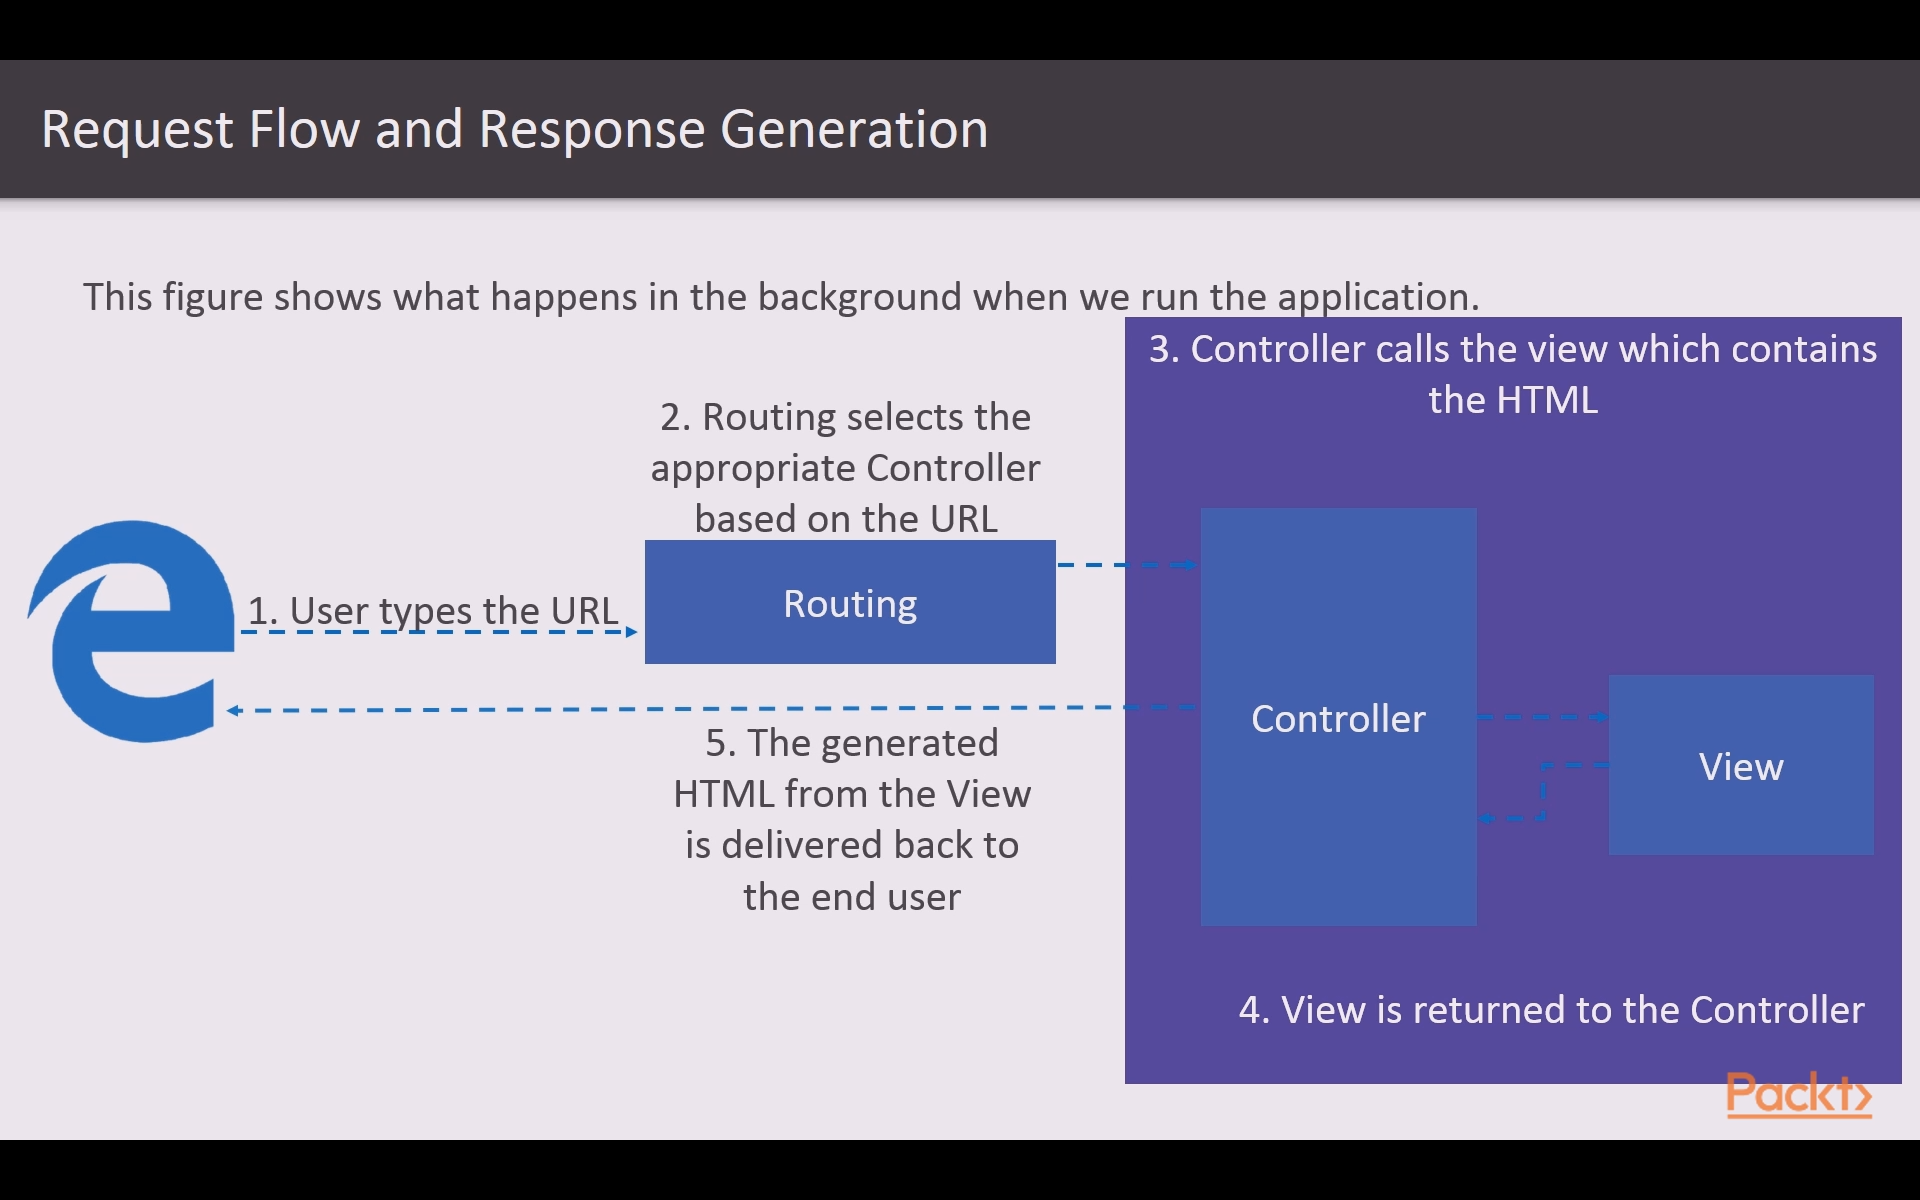 Request Flow and Response Generation
This figure shows what happens in the background when we run the application.
3. Controller calls the view which contains
the HTML
2. Routing selects the
appropriate Controller
based on the URL
1. User types the URL
Routing
Controller
View
5. The generated
HTML from the View
is delivered back to
the end user
4. View is returned to the Controller
Packt